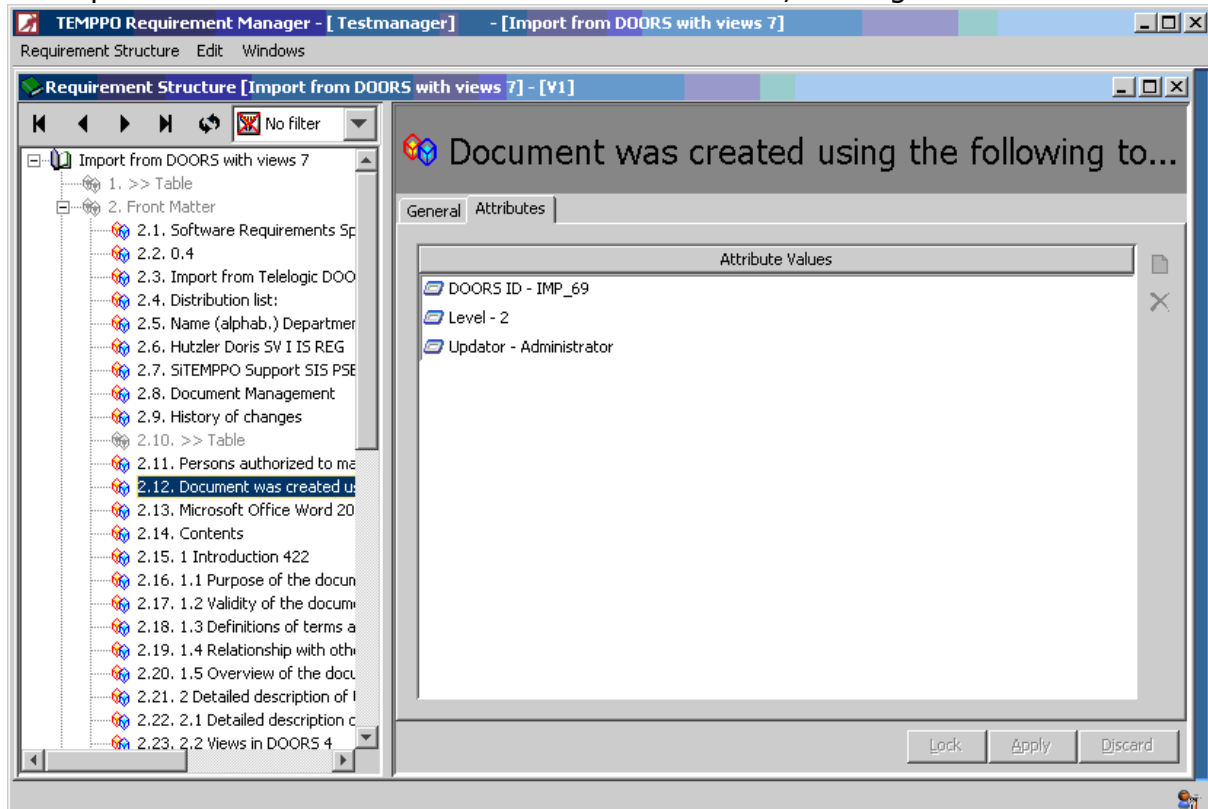 TEMPPO Requirement Manager - [ Testmanager] - [Import from DOORS with views 7]
Requirement Structure Edit Windows
Requirement Structure [Import from DOORS with views 7] - [V1]
No filter
Import from DOORS with views 7
1. >> Table
2. Front Matter
2.1. Software Requirements Sp
2.2. 0.4
2.3. Import from Telelogic DOO
2.4. Distribution list:
2.5. Name (alphab.) Departmen
2.6. Hutzler Doris SV I IS REG
2.7. SiTEMPPO Support SIS PSE
2.8. Document Management
2.9. History of changes
2.10. >> Table
2.11. Persons authorized to ma
2.12. Document was created u
2.13. Microsoft Office Word 20
2.14. Contents
2.15. 1 Introduction 422
2.16. 1.1 Purpose of the docum
2.17. 1.2 Validity of the docume
2.18. 1.3 Definitions of terms a
2.19. 1.4 Relationship with othe
2.20. 1.5 Overview of the docu
2.21. 2 Detailed description of
2.22. 2.1 Detailed description o
2.23. 2.2 Views in DOORS 4
Document was created using the following to...
General Attributes
Attribute Values
DOORS ID - IMP_69
Level - 2
Updator - Administrator
Lock Apply Discard